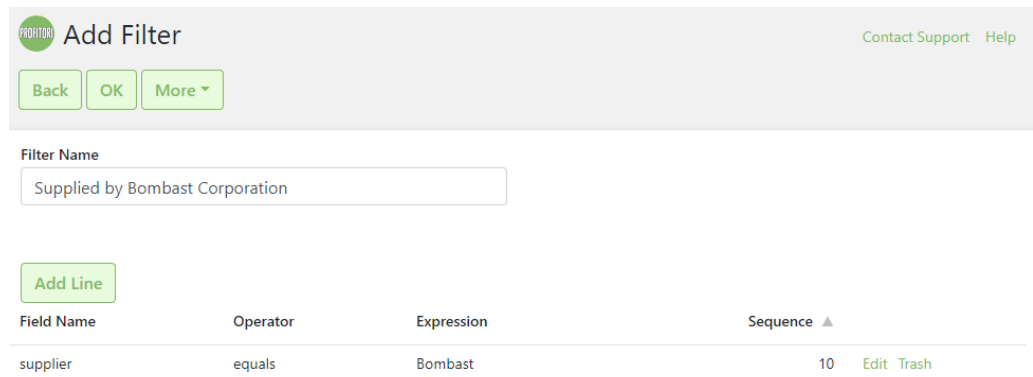 PROFITORI Add Filter
Contact Support Help
Back OK More
Filter Name
Supplied by Bombast Corporation
Add Line
Field Name Operator Expression Sequence
supplier equals Bombast 10 Edit Trash